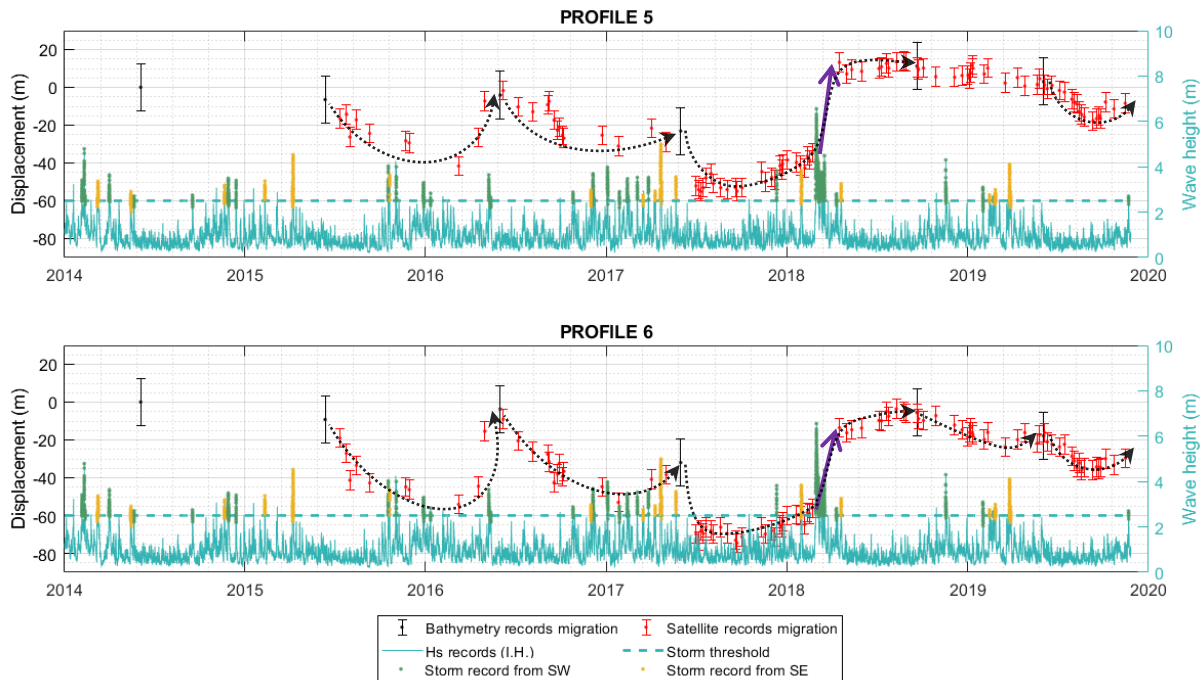 PROFILE 5
20
0
-20
-40
-60
-80
Displacement (m)
10
8
6
4
2
0
Wave height (m)
2014 2015 2016 2017 2018 2019 2020
PROFILE 6
20
0
-20
-40
-60
-80
Displacement (m)
10
8
6
4
2
0
Wave height (m)
2014 2015 2016 2017 2018 2019 2020
Bathymetry records migration Satellite records migration
Hs records (I.H.) Storm threshold
Storm record from SW Storm record from SE